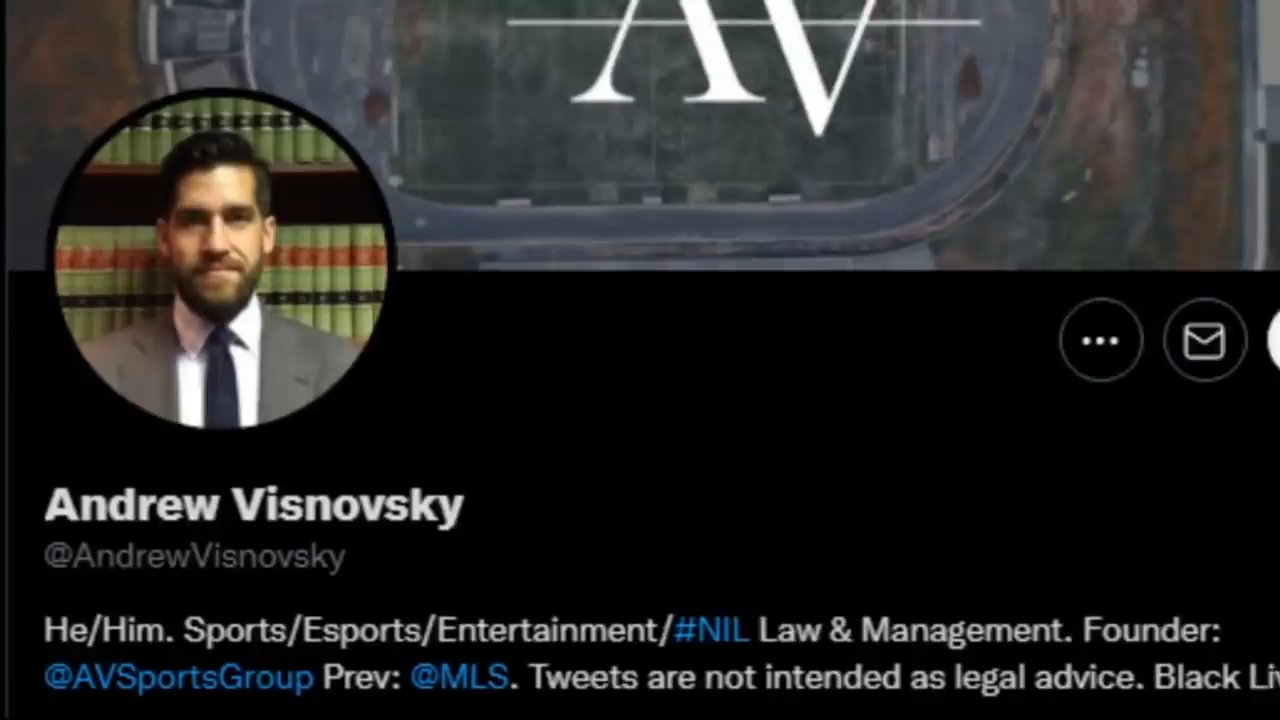 AV
Andrew Visnovsky
@AndrewVisnovsky
He/Him. Sports/Esports/Entertainment/#NIL Law & Management. Founder:
@AVSportsGroup Prev: @MLS. Tweets are not intended as legal advice. Black